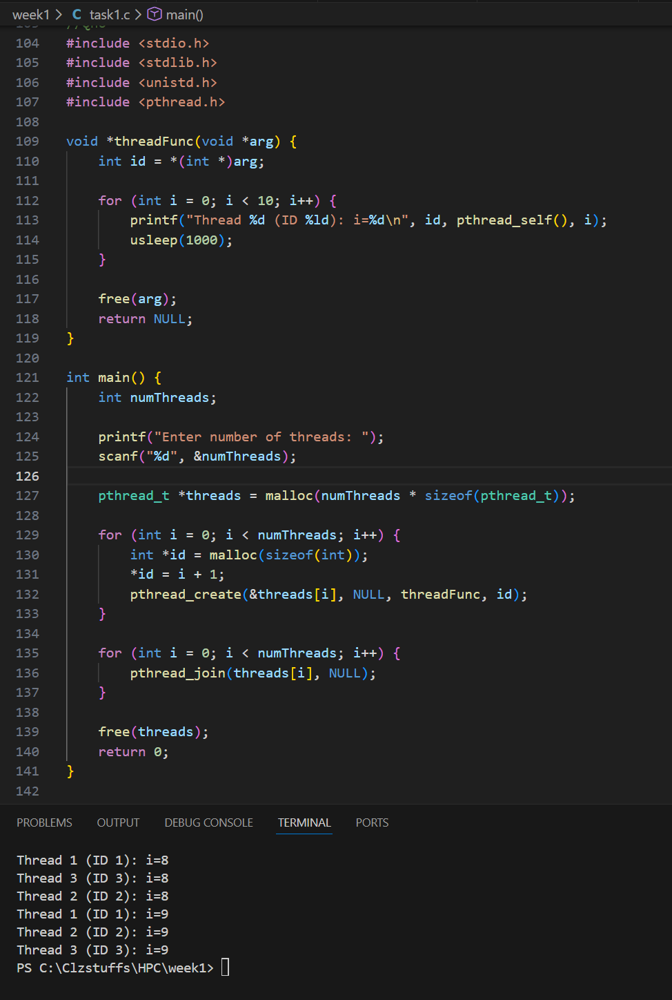 week1 > C task1.c > main()
104 #include <stdio.h>
105 #include <stdlib.h>
106 #include <unistd.h>
107 #include <pthread.h>
108
109 void *threadFunc(void *arg) {
110     int id = *(int *)arg;
111
112     for (int i = 0; i < 10; i++) {
113         printf("Thread %d (ID %ld): i=%d\n", id, pthread_self(), i);
114         usleep(1000);
115     }
116
117     free(arg);
118     return NULL;
119 }
120
121 int main() {
122     int numThreads;
123
124     printf("Enter number of threads: ");
125     scanf("%d", &numThreads);
126
127     pthread_t *threads = malloc(numThreads * sizeof(pthread_t));
128
129     for (int i = 0; i < numThreads; i++) {
130         int *id = malloc(sizeof(int));
131         *id = i + 1;
132         pthread_create(&threads[i], NULL, threadFunc, id);
133     }
134
135     for (int i = 0; i < numThreads; i++) {
136         pthread_join(threads[i], NULL);
137     }
138
139     free(threads);
140     return 0;
141 }
142
PROBLEMS OUTPUT DEBUG CONSOLE TERMINAL PORTS
Thread 1 (ID 1): i=8
Thread 3 (ID 3): i=8
Thread 2 (ID 2): i=8
Thread 1 (ID 1): i=9
Thread 2 (ID 2): i=9
Thread 3 (ID 3): i=9
PS C:\Clzstuffs\HPC\week1>